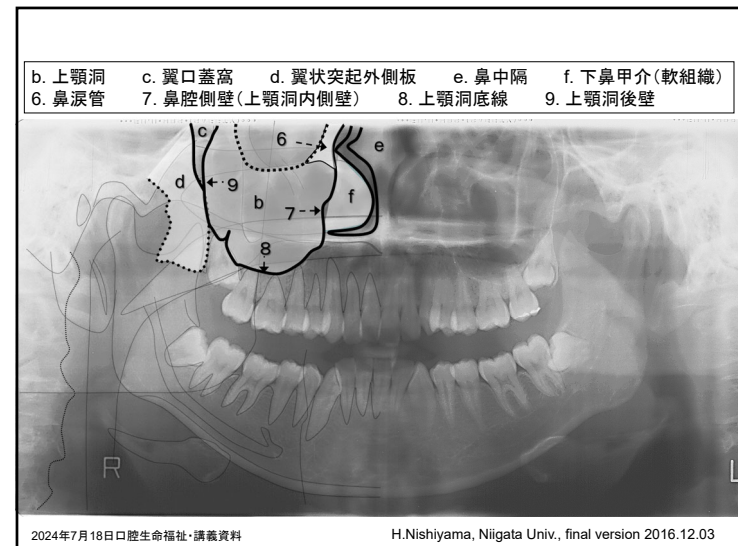 b. 上顎洞 c. 翼口蓋窩 d. 翼状突起外側板 e. 鼻中隔 f. 下鼻甲介(軟組織)
6. 鼻涙管 7. 鼻腔側壁(上顎洞内側壁) 8. 上顎洞底線 9. 上顎洞後壁
c
6
e
d
9
b
7
f
8
R
L
2024年7月18日口腔生命福祉・講義資料 H.Nishiyama, Niigata Univ., final version 2016.12.03